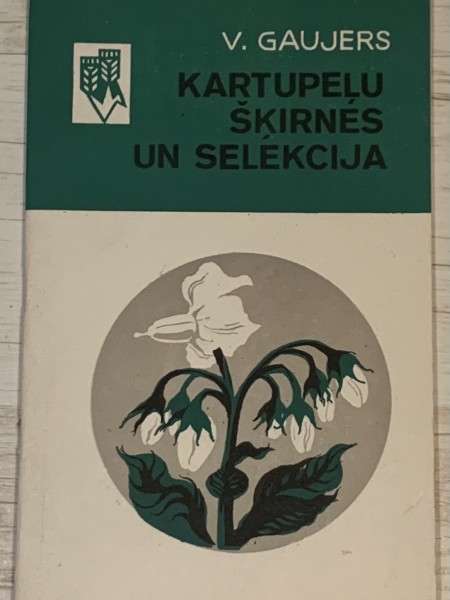 V. GAUJERS
KARTUPEĻU
ŠĶIRNES
UN SELEKCIJA